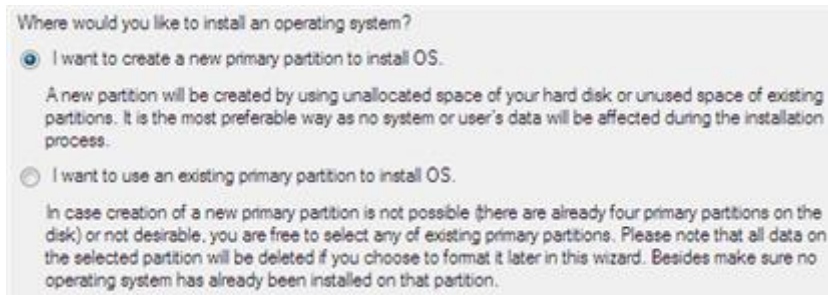 Where would you like to install an operating system?
I want to create a new primary partition to install OS.
A new partition will be created by using unallocated space of your hard disk or unused space of existing
partitions. It is the most preferable way as no system or user's data will be affected during the installation
process.
I want to use an existing primary partition to install OS.
In case creation of a new primary partition is not possible (there are already four primary partitions on the
disk) or not desirable, you are free to select any of existing primary partitions. Please note that all data on
the selected partition will be deleted if you choose to format it later in this wizard. Besides make sure no
operating system has already been installed on that partition.